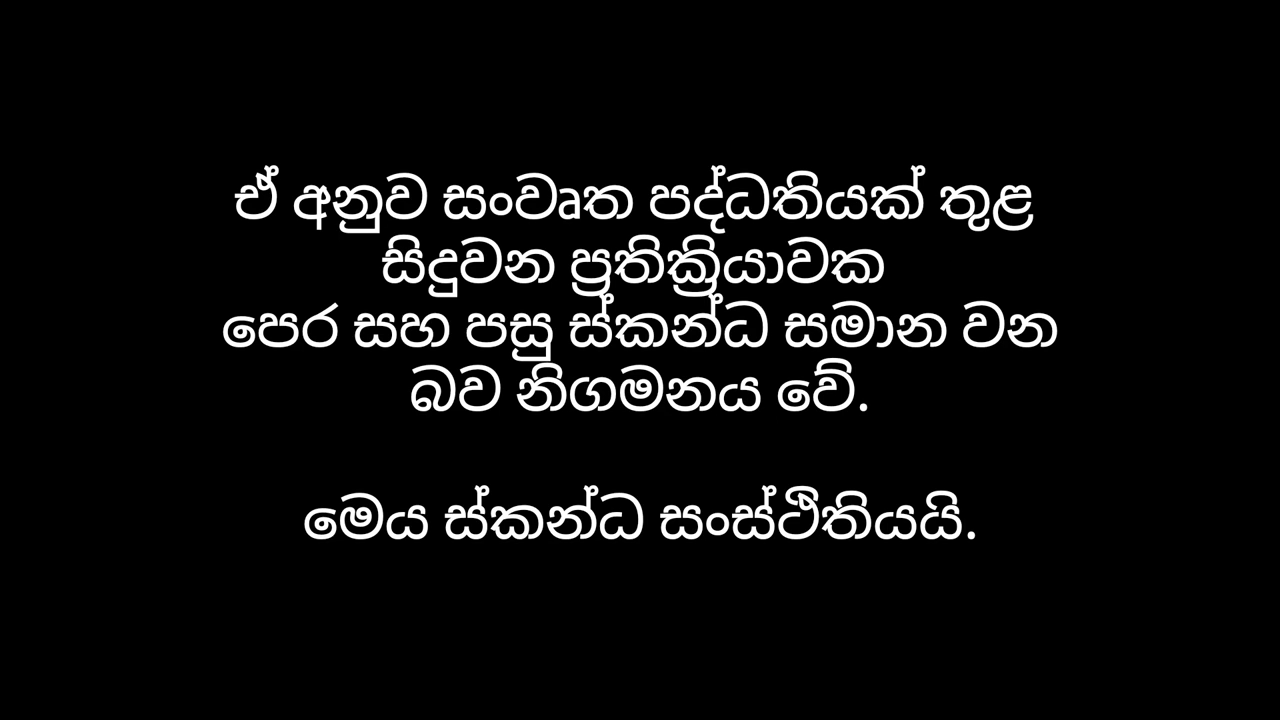 ඒ අනුව සංවෘත පද්ධතියක් තුළ
සිදුවන ප්‍රතික්‍රියාවක
පෙර සහ පසු ස්කන්ධ සමාන වන
බව නිගමනය වේ.
මෙය ස්කන්ධ සංස්ථිතියයි.